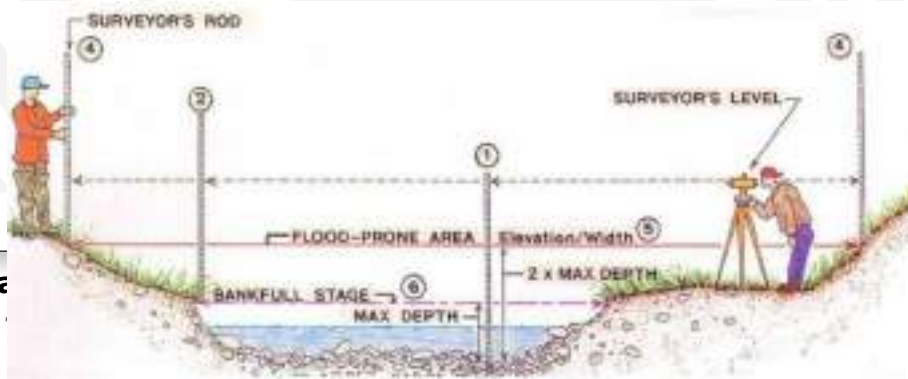 SURVEYOR'S ROD
④ ④
②
SURVEYOR'S LEVEL
①
FLOOD-PRONE AREA Elevation/Width ⑤
2 x MAX DEPTH
a
BANKFULL STAGE ⑥
MAX DEPTH